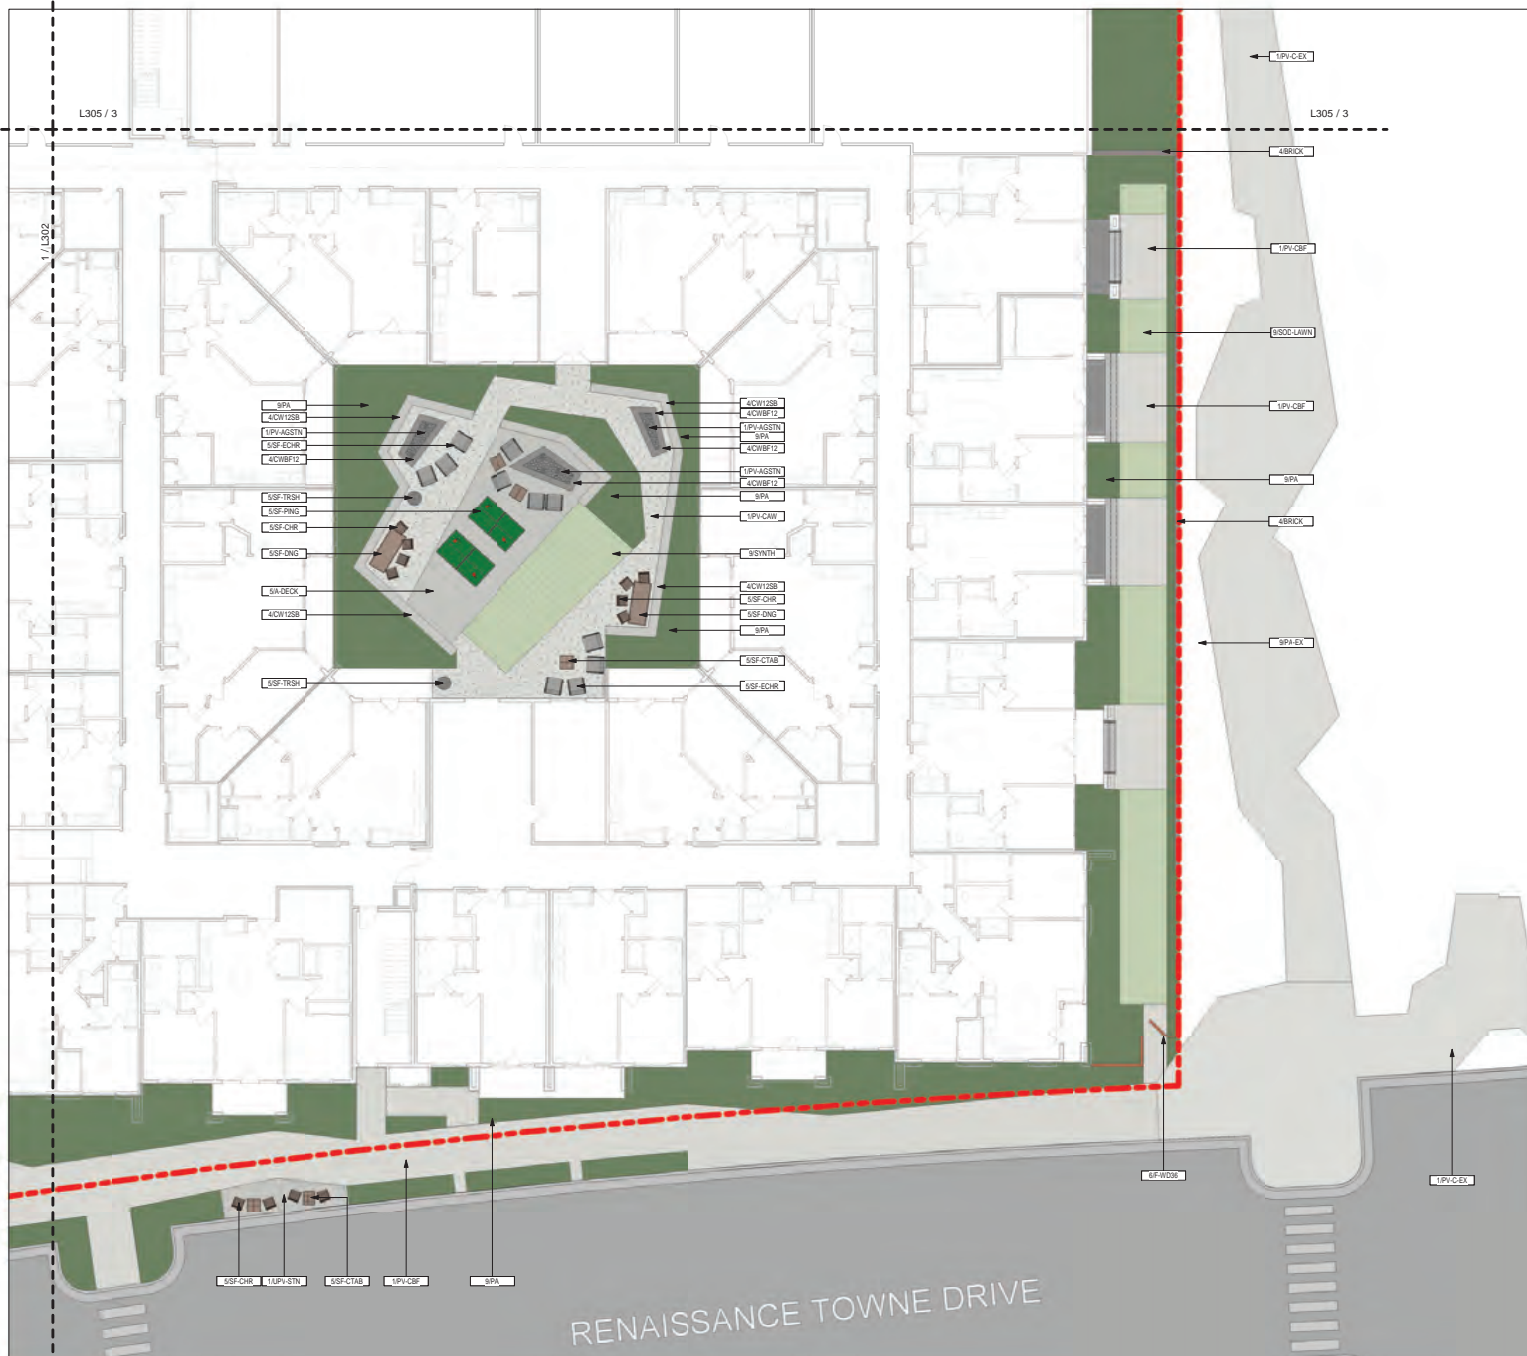 1/PV-C-EX
L305 / 3
L305 / 3
4/BRICK
1 / L302
1/PV-CBF
9/SOD-LAWN
9/PA
4/CW12SB
1/PV-AGSTN
5/SF-ECHR
4/CWBF12
5/SF-TRSH
5/SF-PING
5/SF-CHR
5/SF-DNG
5/A-DECK
4/CW12SB
5/SF-TRSH
4/CW12SB
4/CWBF12
1/PV-AGSTN
9/PA
4/CWBF12
1/PV-AGSTN
4/CWBF12
9/PA
1/PV-CAW
9/SYNTH
4/CW12SB
5/SF-CHR
5/SF-DNG
9/PA
5/SF-CTAB
5/SF-ECHR
1/PV-CBF
9/PA
4/BRICK
9/PA-EX
6/F-WD36
1/PV-C-EX
5/SF-CHR
1/UPV-STN
5/SF-CTAB
1/PV-CBF
9/PA
RENAISSANCE TOWNE DRIVE